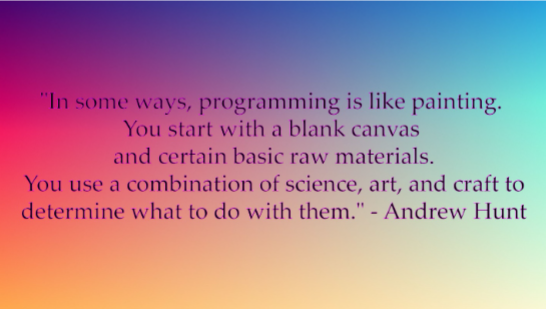 "In some ways, programming is like painting.
You start with a blank canvas
and certain basic raw materials.
You use a combination of science, art, and craft to
determine what to do with them." - Andrew Hunt